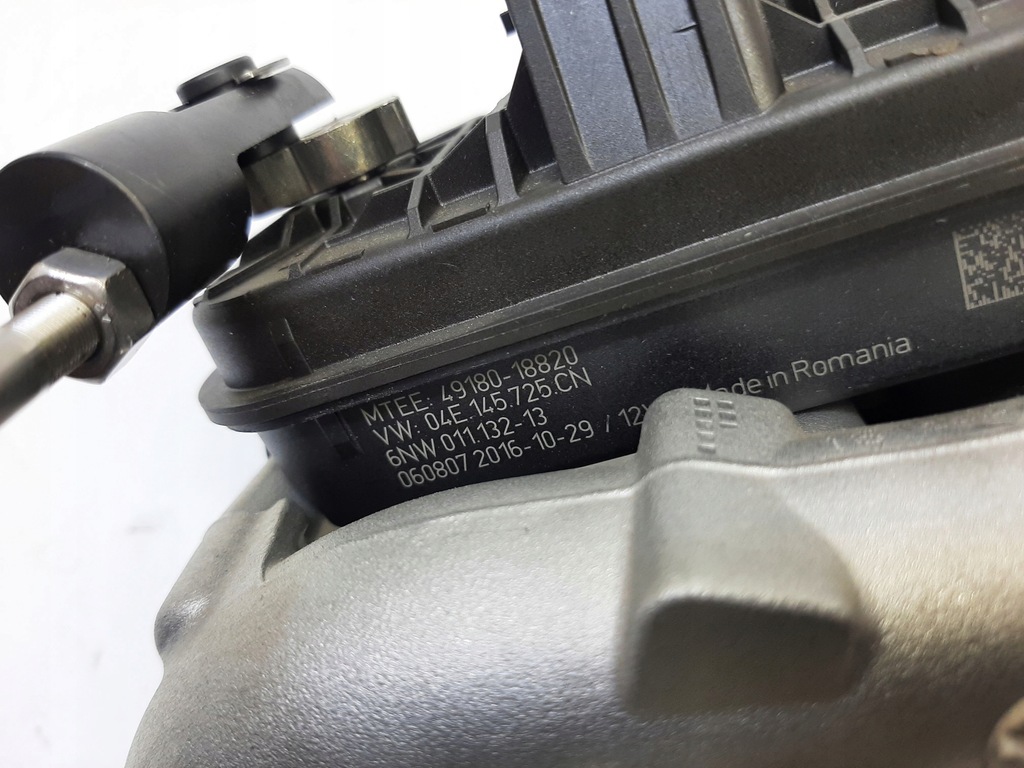 MTEE: 49180-18820
VW: 04E.145.725.CN
6NW 011.132-13
060807 2016-10-29 / 12V
Made in Romania